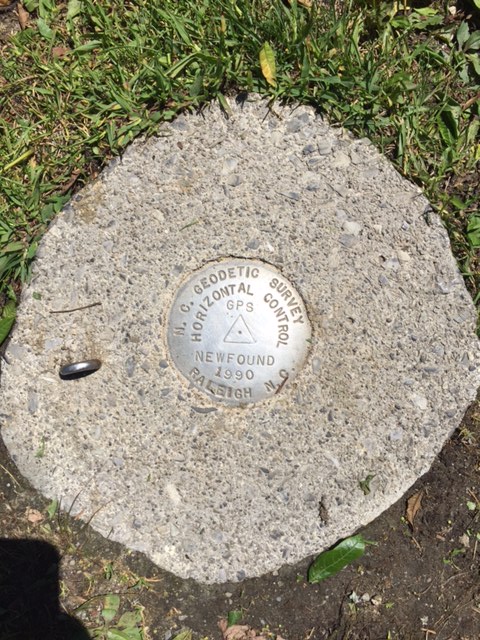 N. C. GEODETIC SURVEY
HORIZONTAL CONTROL
GPS
NEWFOUND
1990
RALEIGH N. C.